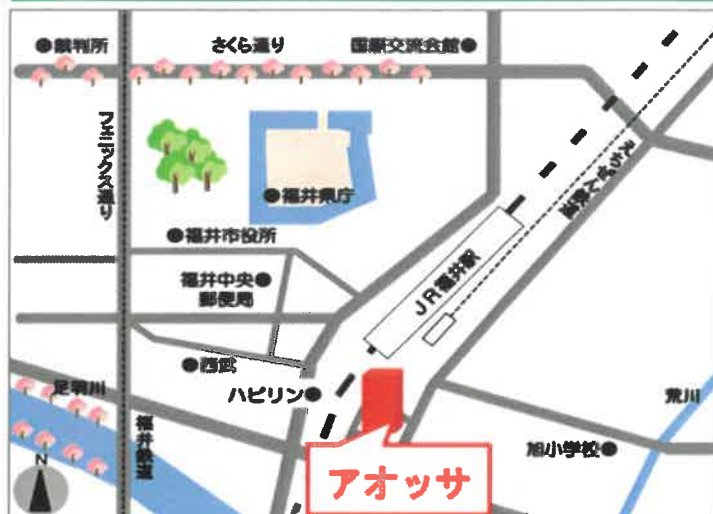 ●裁判所
さくら通り
国際交流会館●
フェニックス通り
えちぜん鉄道
●福井県庁
●福井市役所
福井中央●
郵便局
JR福井駅
●西武
ハピリン●
足羽川
福井鉄道
荒川
旭小学校●
アオッサ
N